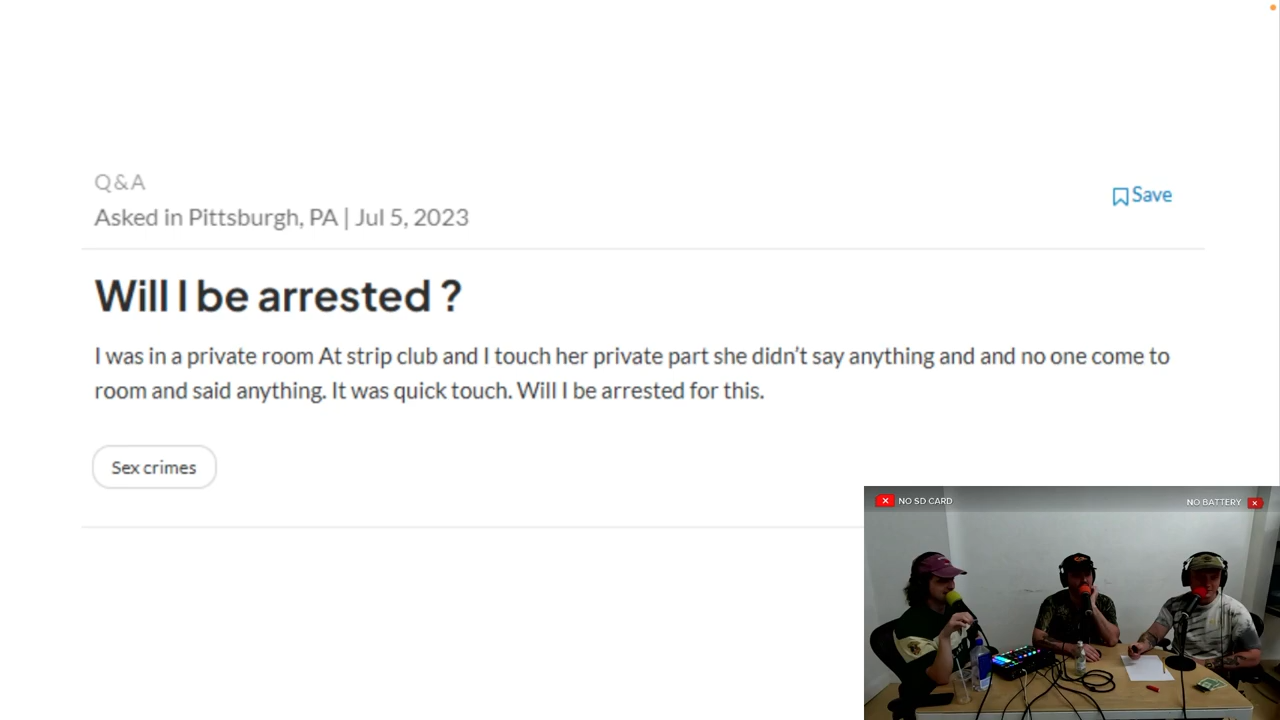 Q&A
Asked in Pittsburgh, PA | Jul 5, 2023
Save
Will I be arrested ?
I was in a private room At strip club and I touch her private part she didn't say anything and and no one come to
room and said anything. It was quick touch. Will I be arrested for this.
Sex crimes
NO SD CARD
NO BATTERY